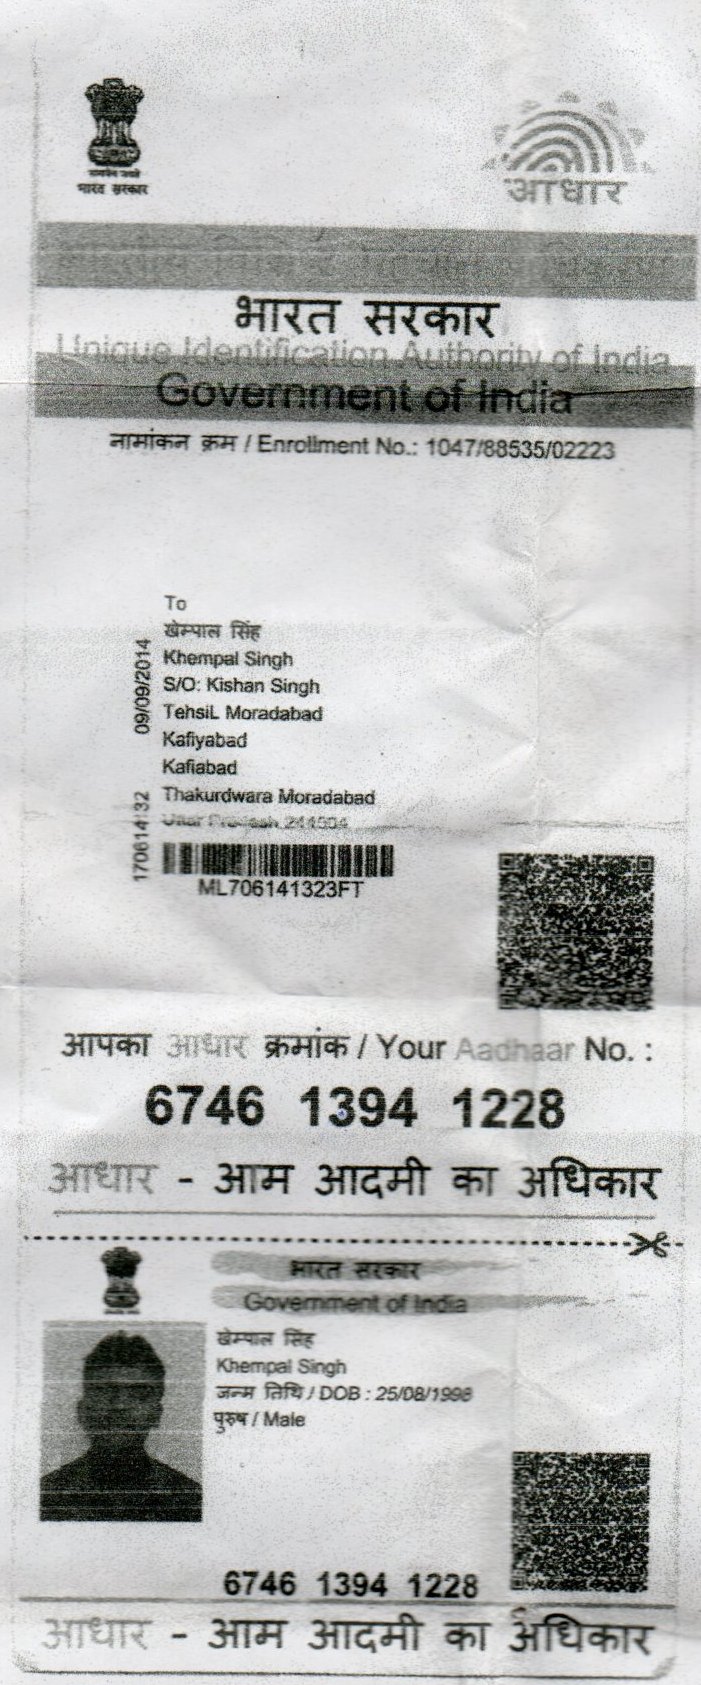 भारत सरकार
आधार
भारत सरकार
Unique Identification Authority of India
Government of India
नामांकन क्रम / Enrollment No.: 1047/88535/02223
To
खेम्पाल सिंह
Khempal Singh
S/O: Kishan Singh
TehsiL Moradabad
Kafiyabad
Kafiabad
Thakurdwara Moradabad
Uttar Pradesh 244504
09/09/2014
ML706141323FT
आपका आधार क्रमांक / Your Aadhaar No. :
6746 1394 1228
आधार - आम आदमी का अधिकार
भारत सरकार
Government of India
खेम्पाल सिंह
Khempal Singh
जन्म तिथि / DOB : 25/08/1998
पुरुष / Male
6746 1394 1228
आधार - आम आदमी का अधिकार